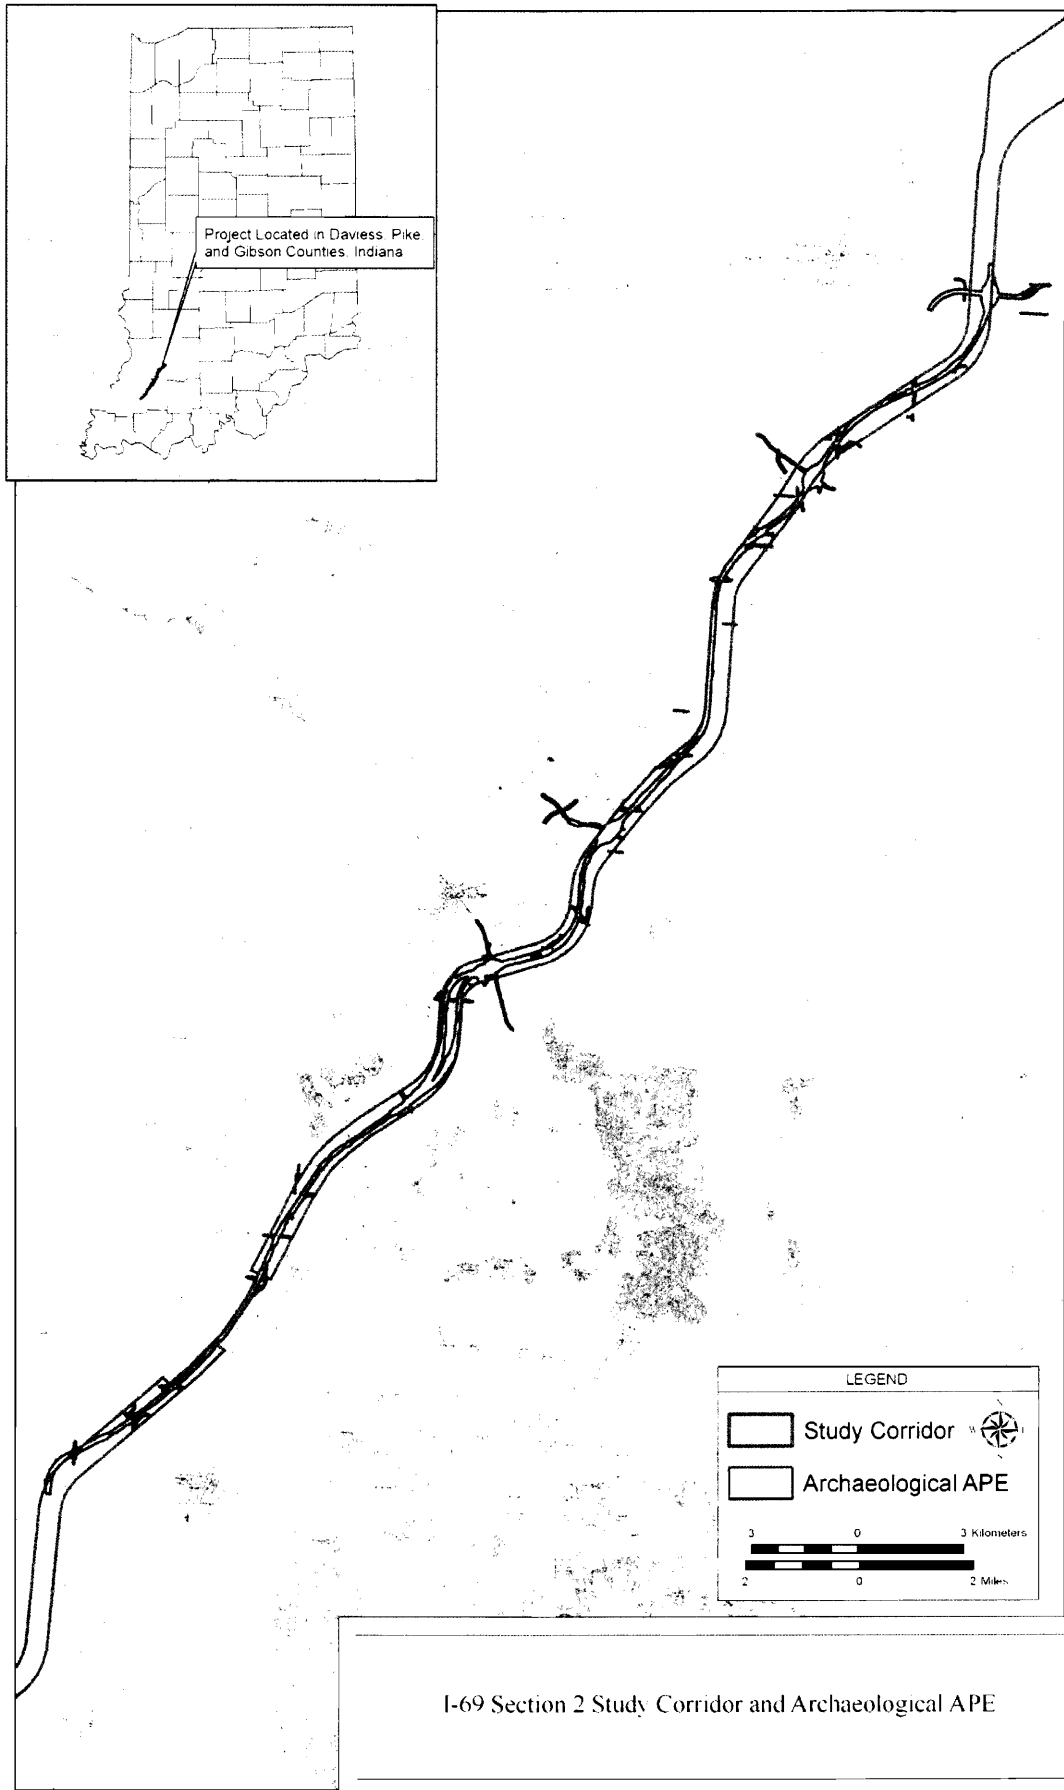 Project Located in Daviess, Pike,
and Gibson Counties, Indiana
LEGEND
Study Corridor
W
Archaeological APE
3 0 3 Kilometers
2 0 2 Miles
I-69 Section 2 Study Corridor and Archaeological APE